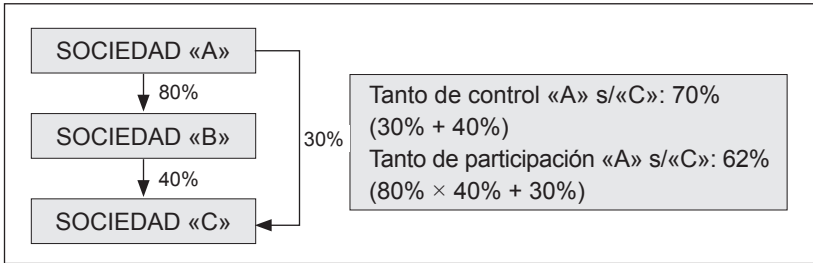 SOCIEDAD «A»
80%
SOCIEDAD «B»
40%
SOCIEDAD «C»
30%
Tanto de control «A» s/«C»: 70%
(30% + 40%)
Tanto de participación «A» s/«C»: 62%
(80% × 40% + 30%)